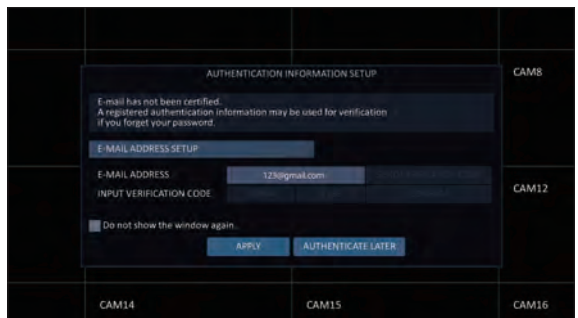 AUTHENTICATION INFORMATION SETUP
CAM8
E-mail has not been certified.
A registered authentication information may be used for verification
if you forget your password.
E-MAIL ADDRESS SETUP
E-MAIL ADDRESS 123@gmail.com
INPUT VERIFICATION CODE
CAM12
Do not show the window again.
APPLY AUTHENTICATE LATER
CAM14 CAM15 CAM16